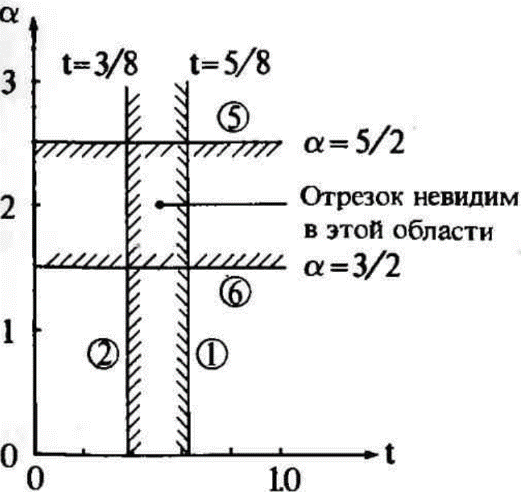 α
3
t=3/8
t=5/8
⑤
α=5/2
2
Отрезок невидим
в этой области
α=3/2
⑥
1
②
①
0
0
1.0
t